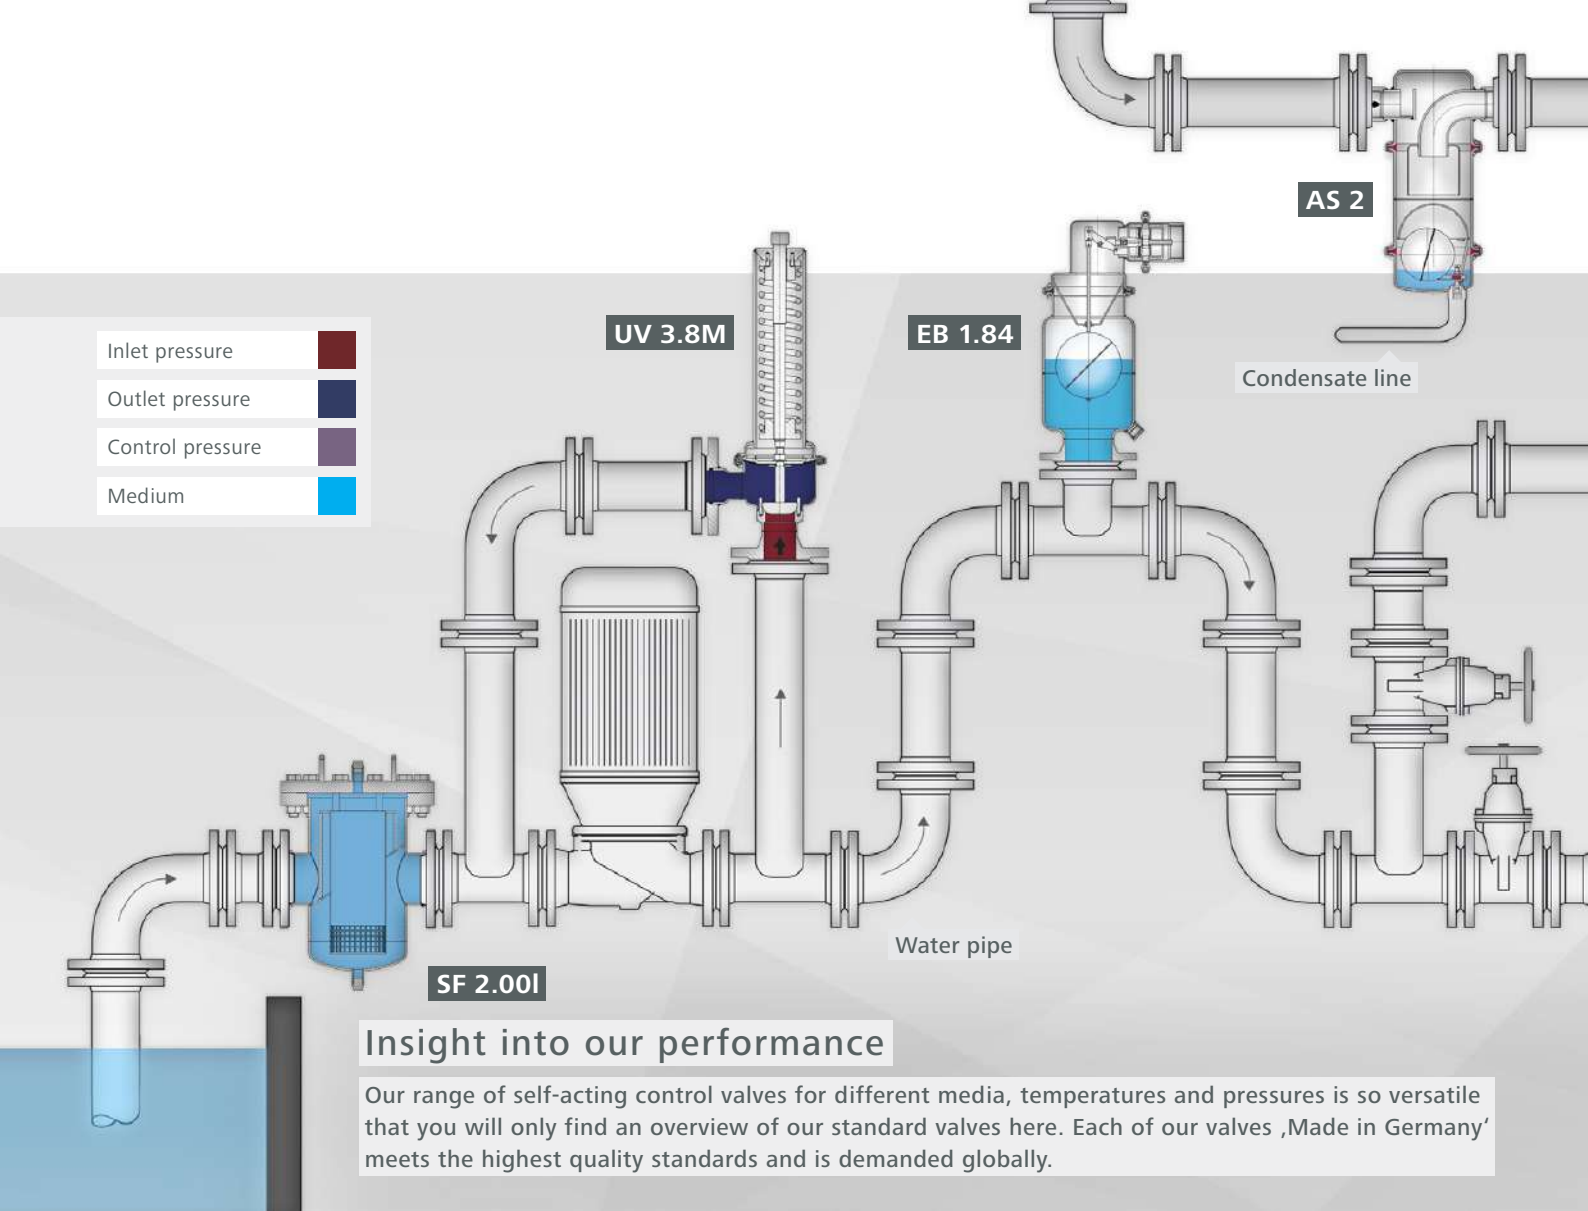 AS 2
UV 3.8M
EB 1.84
Inlet pressure
Outlet pressure
Control pressure
Medium
Condensate line
Water pipe
SF 2.00l
Insight into our performance
Our range of self-acting control valves for different media, temperatures and pressures is so versatile
that you will only find an overview of our standard valves here. Each of our valves ‚Made in Germany‘
meets the highest quality standards and is demanded globally.